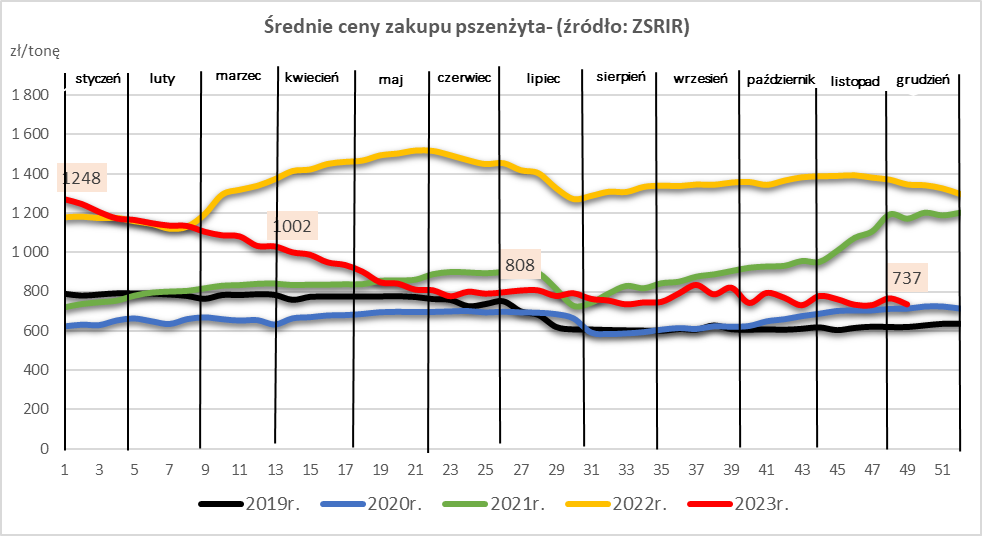 Średnie ceny zakupu pszenżyta- (źródło: ZSRIR)
zł/tonę
styczeń luty marzec kwiecień maj czerwiec lipiec sierpień wrzesień październik listopad grudzień
1 800
1 600
1 400
1 200
1 000
800
600
400
200
0
1248
1002
808
737
1 3 5 7 9 11 13 15 17 19 21 23 25 27 29 31 33 35 37 39 41 43 45 47 49 51
2019r. 2020r. 2021r. 2022r. 2023r.